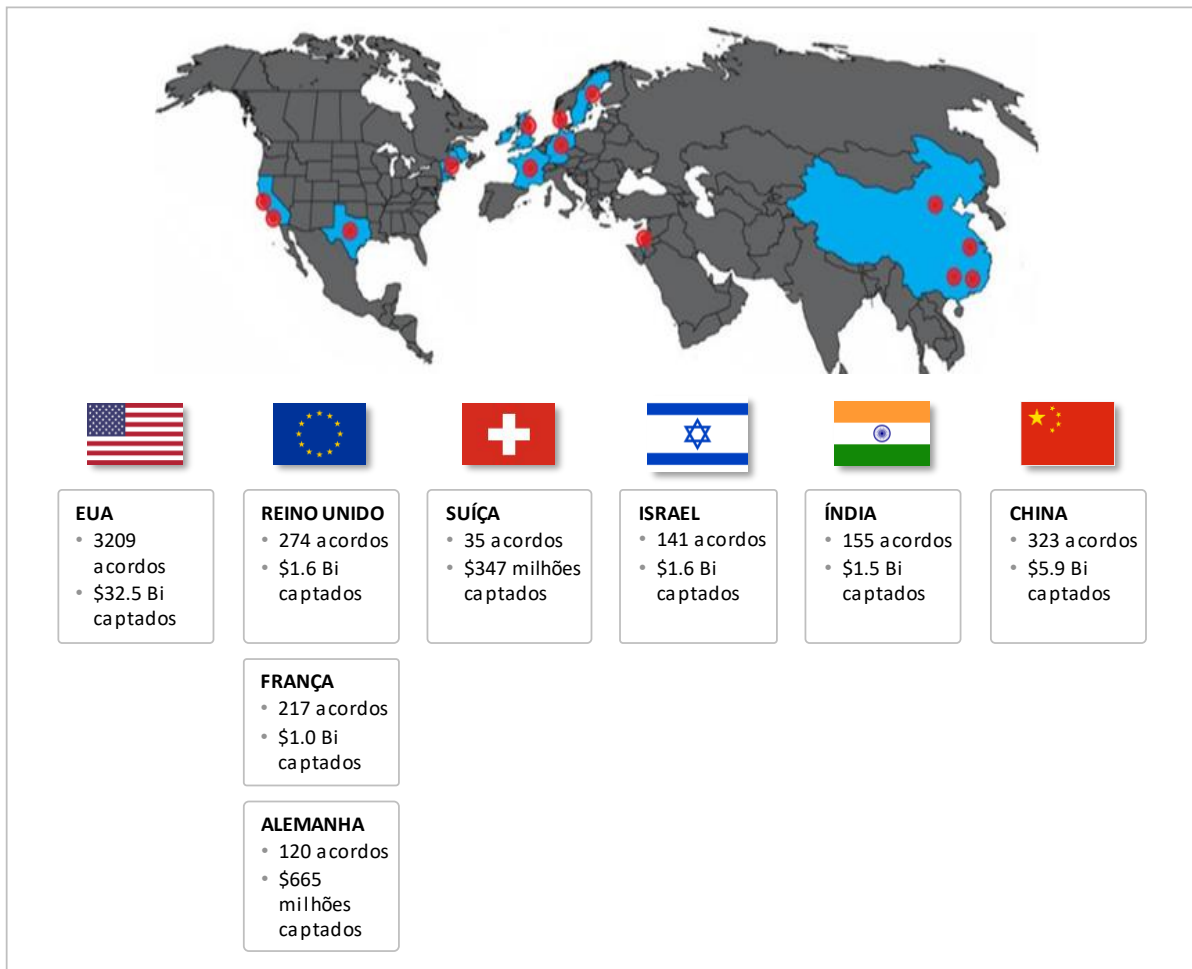 EUA
• 3209
acordos
• $32.5 Bi
captados
REINO UNIDO
• 274 acordos
• $1.6 Bi
captados
SUÍÇA
• 35 acordos
• $347 milhões
captados
ISRAEL
• 141 acordos
• $1.6 Bi
captados
ÍNDIA
• 155 acordos
• $1.5 Bi
captados
CHINA
• 323 acordos
• $5.9 Bi
captados
FRANÇA
• 217 acordos
• $1.0 Bi
captados
ALEMANHA
• 120 acordos
• $665
milhões
captados